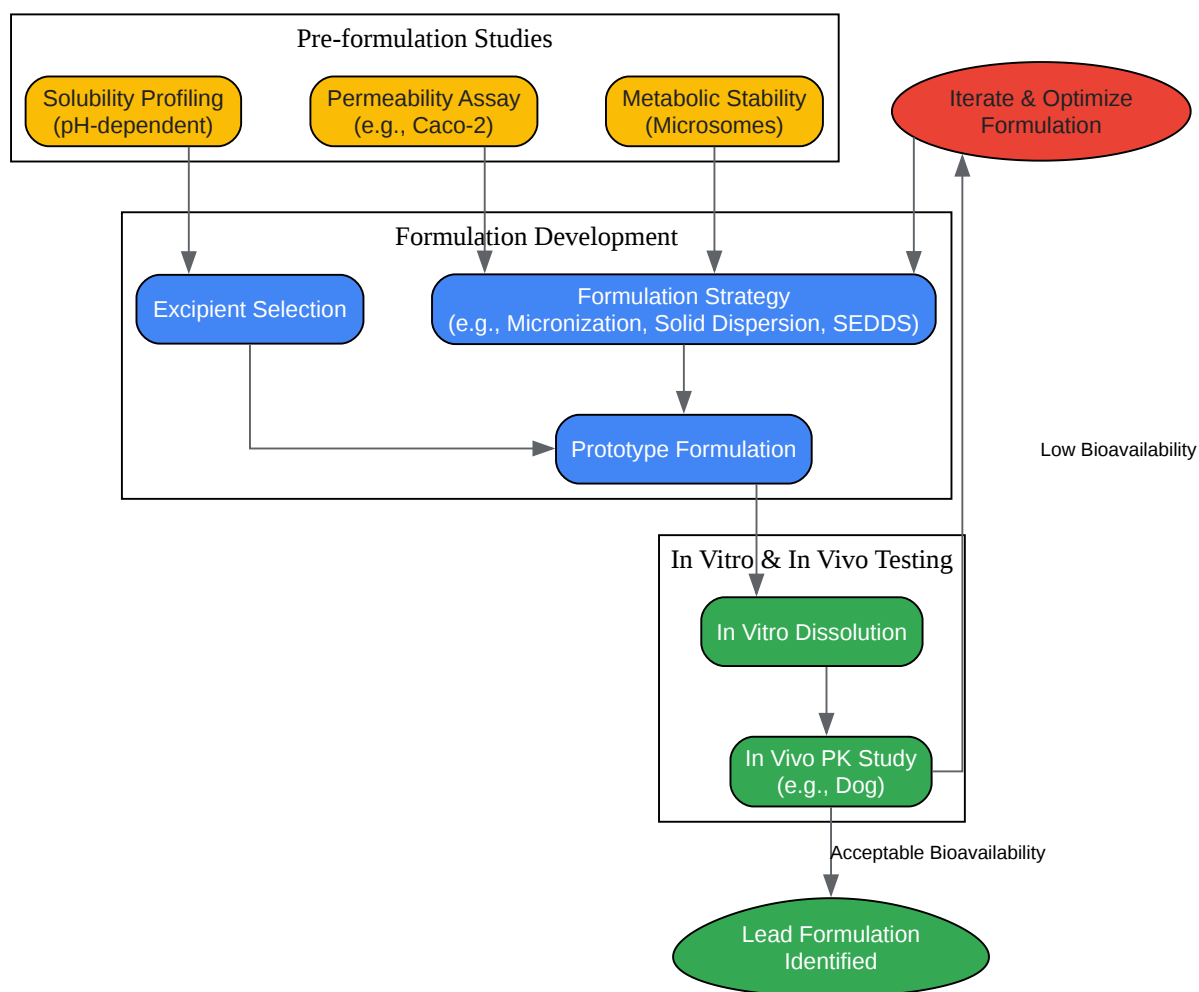 Pre-formulation Studies
Solubility Profiling
(pH-dependent)
Permeability Assay
(e.g., Caco-2)
Metabolic Stability
(Microsomes)
Iterate & Optimize
Formulation
Formulation Development
Excipient Selection
Formulation Strategy
(e.g., Micronization, Solid Dispersion, SEDDS)
Prototype Formulation
Low Bioavailability
In Vitro & In Vivo Testing
In Vitro Dissolution
In Vivo PK Study
(e.g., Dog)
Acceptable Bioavailability
Lead Formulation
Identified